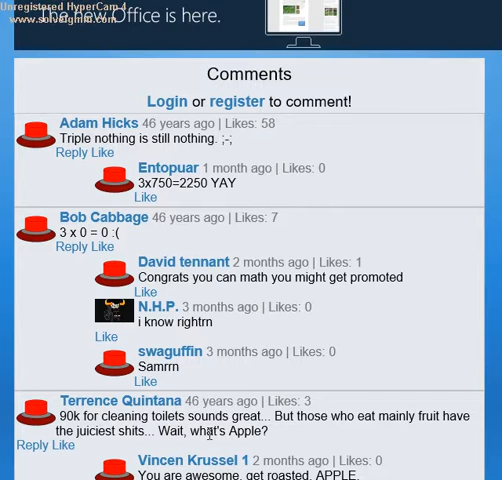 Unregistered HyperCam 4
The new Office is here.
www.solveigmm.com
Comments
Login or register to comment!
Adam Hicks 46 years ago | Likes: 58
Triple nothing is still nothing. ;-;
Reply Like
Entopuar 1 month ago | Likes: 0
3x750=2250 YAY
Like
Bob Cabbage 46 years ago | Likes: 7
3 x 0 = 0 :(
Reply Like
David tennant 2 months ago | Likes: 1
Congrats you can math you might get promoted
Like
N.H.P. 3 months ago | Likes: 0
i know rightrn
Like
swaguffin 3 months ago | Likes: 0
Samrrn
Like
Terrence Quintana 46 years ago | Likes: 3
90k for cleaning toilets sounds great... But those who eat mainly fruit have
the juiciest shits... Wait, what's Apple?
Reply Like
Vincen Krussel 1 2 months ago | Likes: 0
You are awesome, get roasted, APPLE.